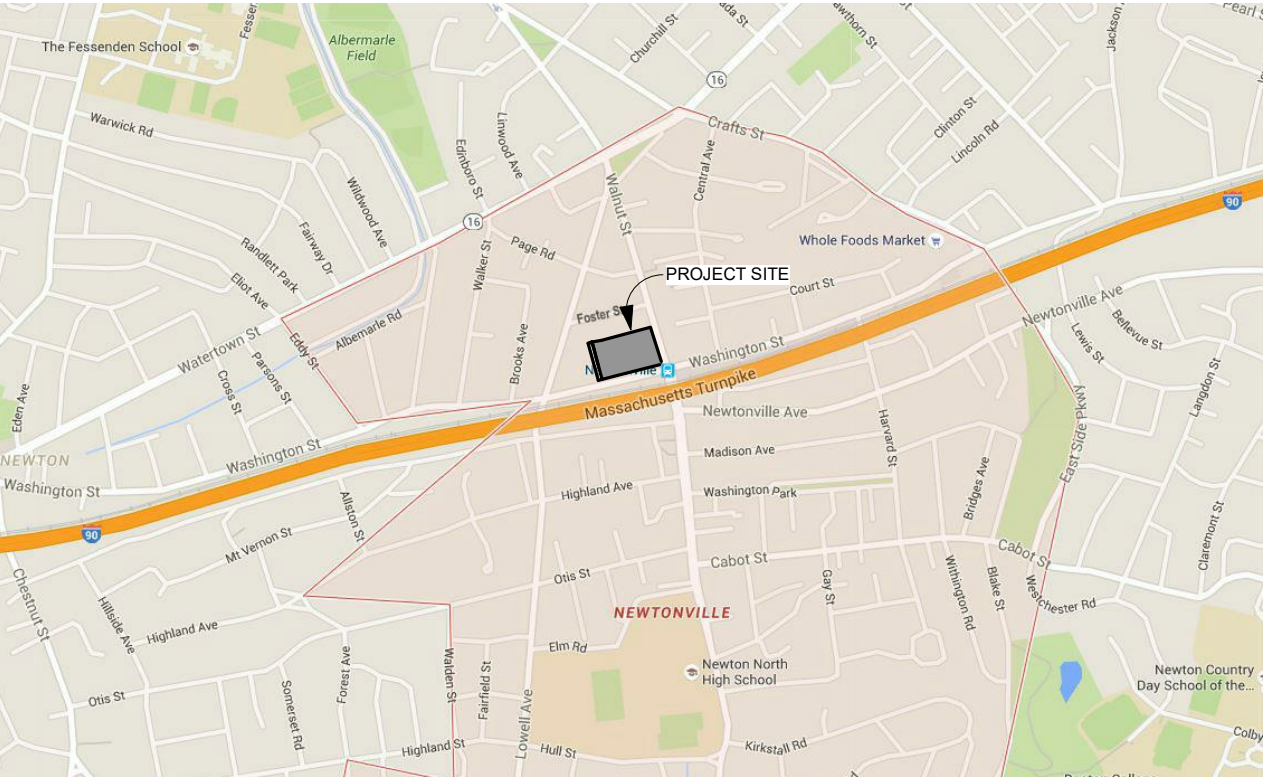 Pearl S
Churchill St
Jackson
The Fessenden School
Albermarle
Field
16
Clinton St
Lincoln Rd
Crafts St
Warwick Rd
Linwood Ave
Edinboro St
Central Ave
Walnut St
Wildwood Ave
90
16
Fairway Dr
Randlett Park
Page Rd
Walker St
Whole Foods Market
PROJECT SITE
Eliot Ave
Court St
Newtonville Ave
Foster S
Albemarle Rd
Bellevue St
Lewis St
Watertown St
Eddy St
Brooks Ave
Washington St
Parsons St
Cross St
Langdon St
Massachusetts Turnpike
Eden Ave
Newtonville Ave
Harvard St
East Side Pkwy
Washington St
Madison Ave
NEWTON
Washington St
Highland Ave
Washington Park
Bridges Ave
Allston St
90
Mt Vernon St
Claremont St
Cabot St
Cabot St
Otis St
Gay St
Withington Rd
Blake St
Westchester Rd
Chestnut St
Hillside Ave
Highland Ave
NEWTONVILLE
Elm Rd
Newton North
High School
Newton Country
Day School of the...
Forest Ave
Walden St
Fairfield St
Otis St
Somerset Rd
Lowell Ave
Highland St
Hull St
Kirkstall Rd
Colby